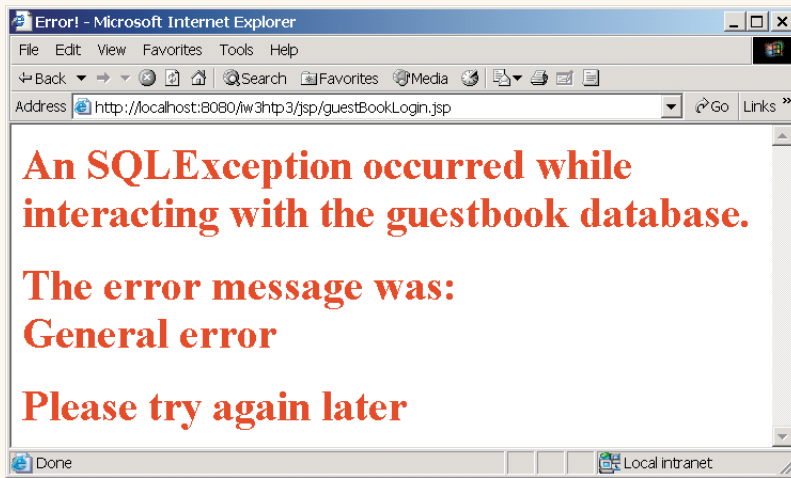 Error! - Microsoft Internet Explorer
File Edit View Favorites Tools Help
Back Search Favorites Media
Address http://localhost:8080/iw3htp3/jsp/guestBookLogin.jsp Go Links »
An SQLException occurred while
interacting with the guestbook database.
The error message was:
General error
Please try again later
Done Local intranet